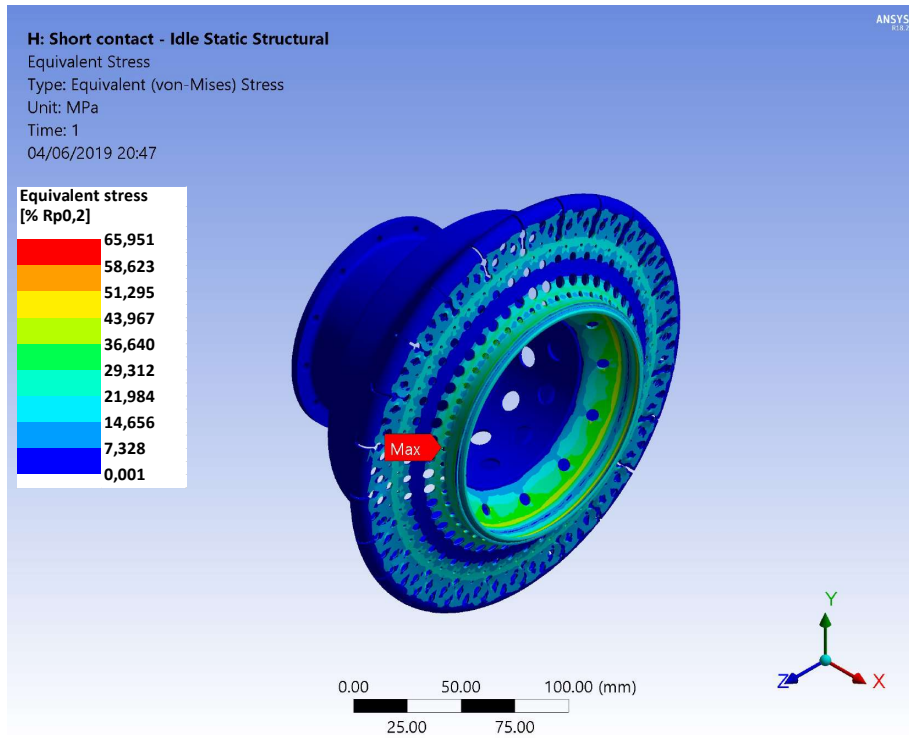 ANSYS
R18.2
H: Short contact - Idle Static Structural
Equivalent Stress
Type: Equivalent (von-Mises) Stress
Unit: MPa
Time: 1
04/06/2019 20:47
Equivalent stress
[% Rp0,2]
65,951
58,623
51,295
43,967
36,640
29,312
21,984
14,656
7,328
0,001
Max
Y
Z
X
0.00 50.00 100.00 (mm)
25.00 75.00